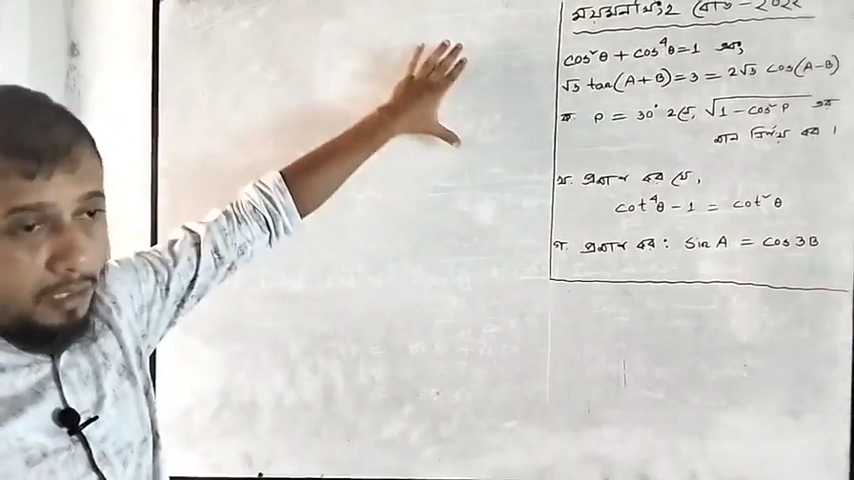 ময়মনসিংহ বোর্ড - ২০২২
cos²θ + cos⁴θ = 1 এবং
√3 tan(A+B) = 3 = 2√3 cos(A-B)
ক. P = 30° হলে, √1 - cos²P এর
মান নির্ণয় কর।
খ. প্রমাণ কর যে,
cot⁴θ - 1 = cot²θ
গ. প্রমাণ কর: Sin A = Cos 3B